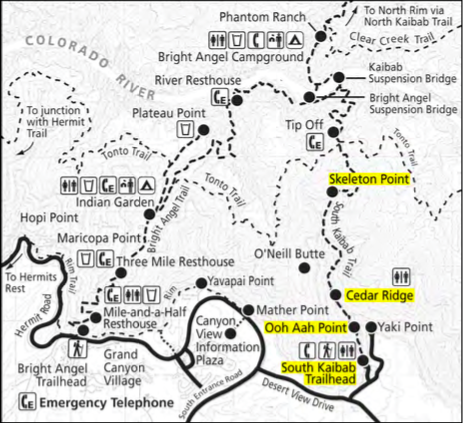 Phantom Ranch
To North Rim via
North Kaibab Trail
Clear Creek Trail
COLORADO RIVER
Bright Angel Campground
Kaibab
Suspension Bridge
River Resthouse
Bright Angel
Suspension Bridge
Plateau Point
To junction
with Hermit
Trail
Tip Off
Tonto Trail
Tonto Trail
Tonto Trail
Skeleton Point
Indian Garden
Bright Angel Trail
South Kaibab Trail
Hopi Point
Maricopa Point
O'Neill Butte
Three Mile Resthouse
To Hermits
Rest
Rim Trail
Yavapai Point
Cedar Ridge
Rim
Hermit Road
Mile-and-a-Half
Resthouse
Mather Point
Canyon
View
Information
Plaza
Ooh Aah Point
Yaki Point
Bright Angel
Trailhead
Grand
Canyon
Village
South Kaibab
Trailhead
South Entrance Road
Desert View Drive
E Emergency Telephone